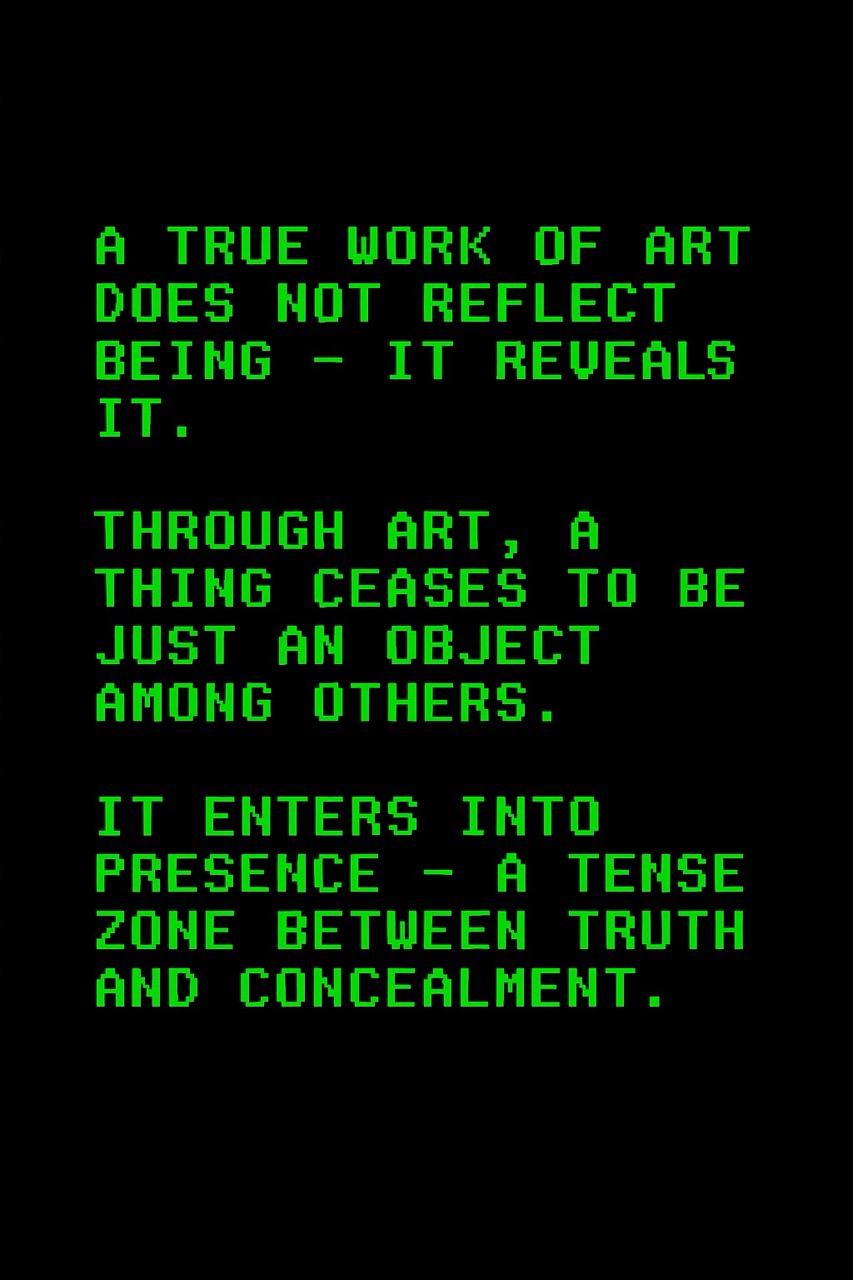 A TRUE WORK OF ART
DOES NOT REFLECT
BEING – IT REVEALS
IT.
THROUGH ART, A
THING CEASES TO BE
JUST AN OBJECT
AMONG OTHERS.
IT ENTERS INTO
PRESENCE – A TENSE
ZONE BETWEEN TRUTH
AND CONCEALMENT.